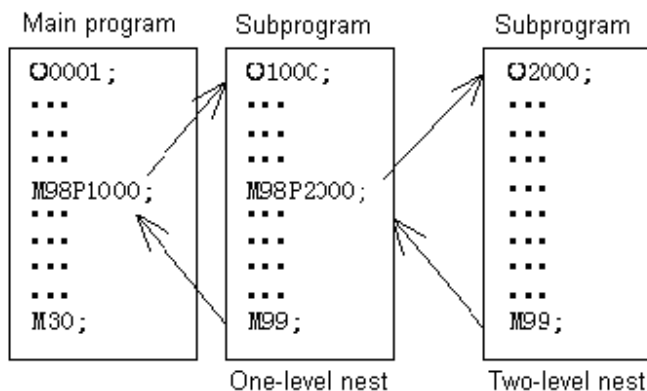 Main program
O0001;
...
...
...
M98P1000;
...
...
...
...
M30;
Subprogram
O1000;
...
...
...
M98P2000;
...
...
...
...
M99;
One-level nest
Subprogram
O2000;
...
...
...
...
...
...
...
...
M99;
Two-level nest